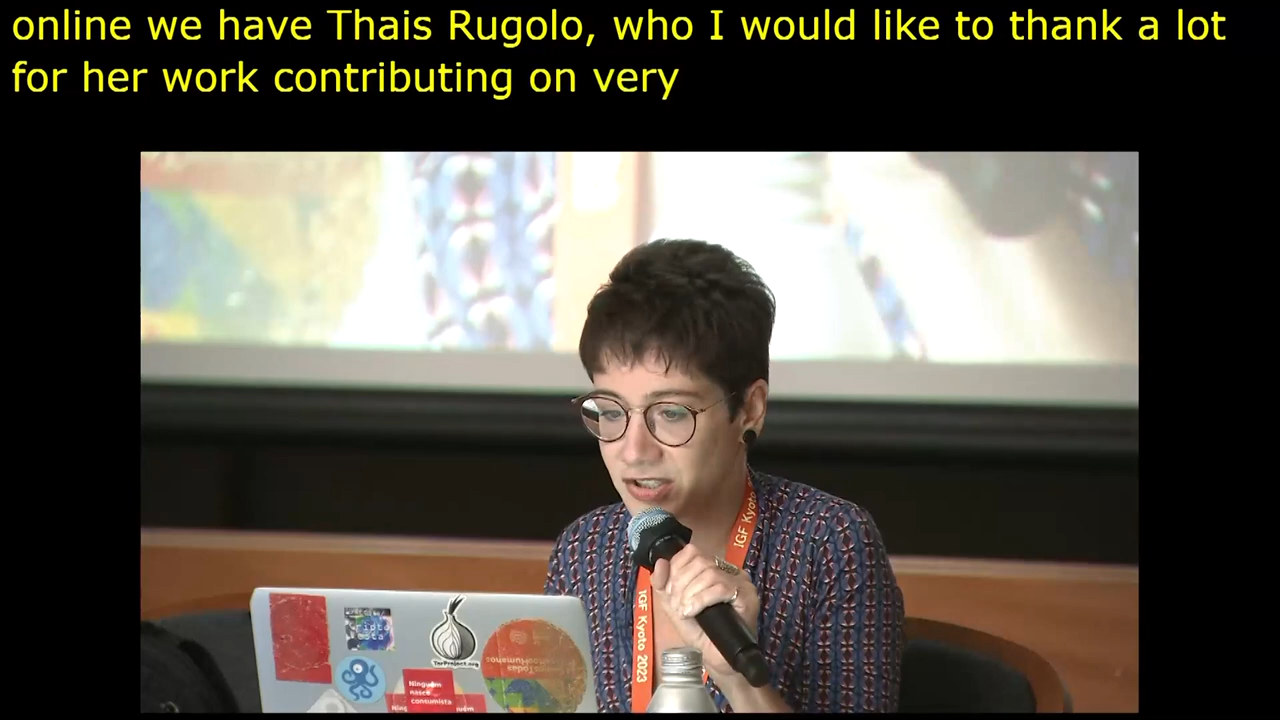 online we have Thais Rugolo, who I would like to thank a lot
for her work contributing on very
IGF Kyoto
IGF Kyoto 2023
TorProject.org
Ninguém
nasce
consumista